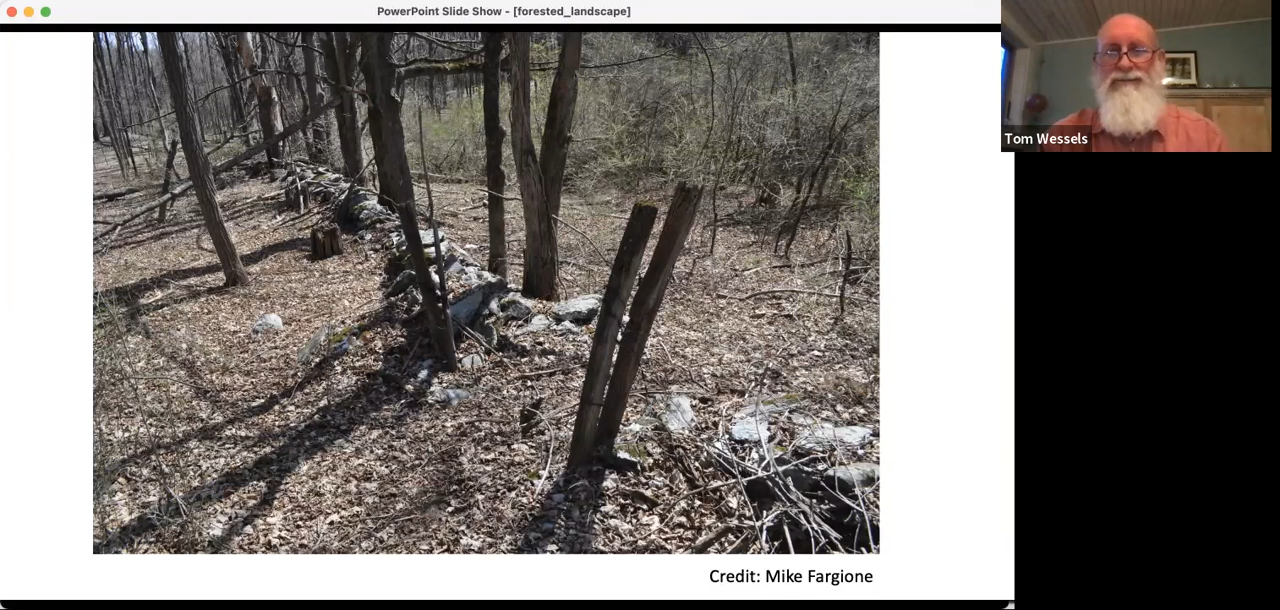 PowerPoint Slide Show - [forested_landscape]
Tom Wessels
Credit: Mike Fargione